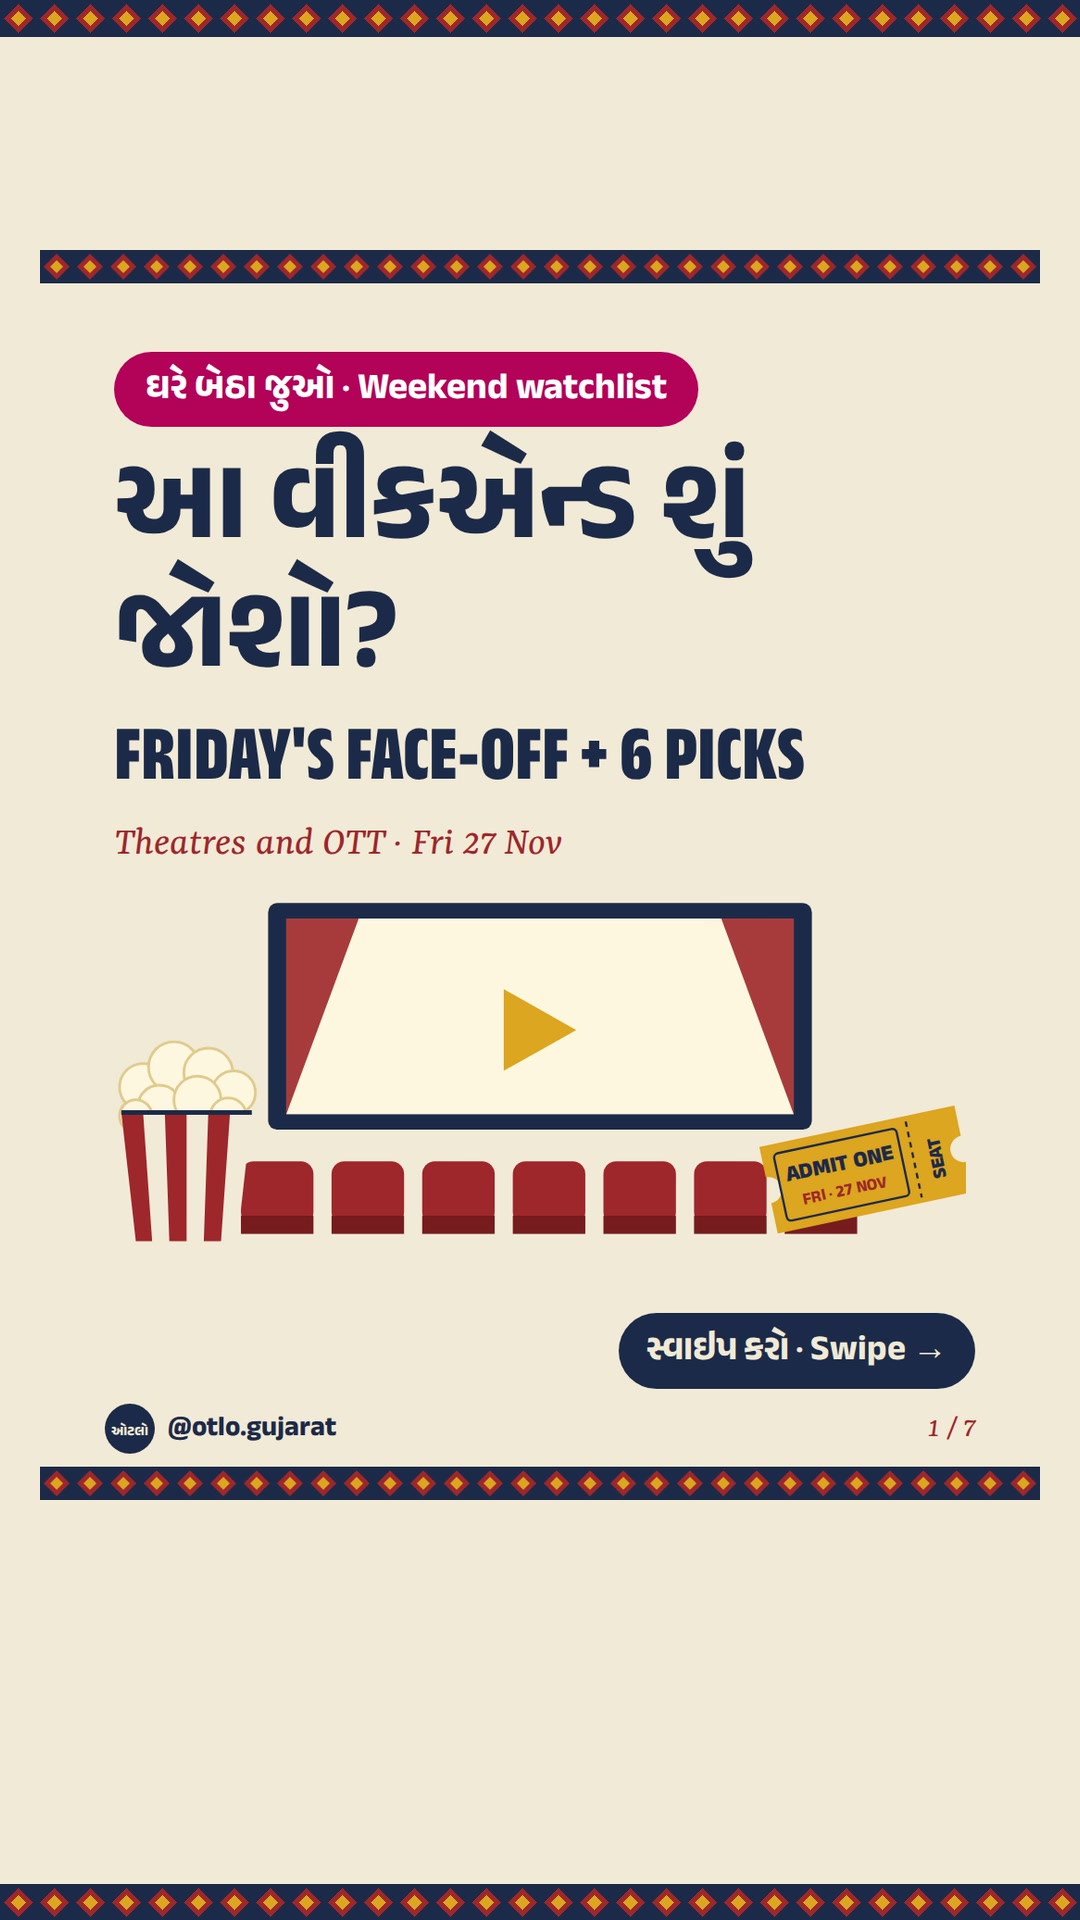 ઘરે બેઠા જુઓ · Weekend watchlist
આ વીકએન્ડ શું
જોશો?
FRIDAY'S FACE-OFF + 6 PICKS
Theatres and OTT · Fri 27 Nov
ADMIT ONE
FRI · 27 NOV
SEAT
સ્વાઈપ કરો · Swipe →
ઓટલો @otlo.gujarat
1 / 7